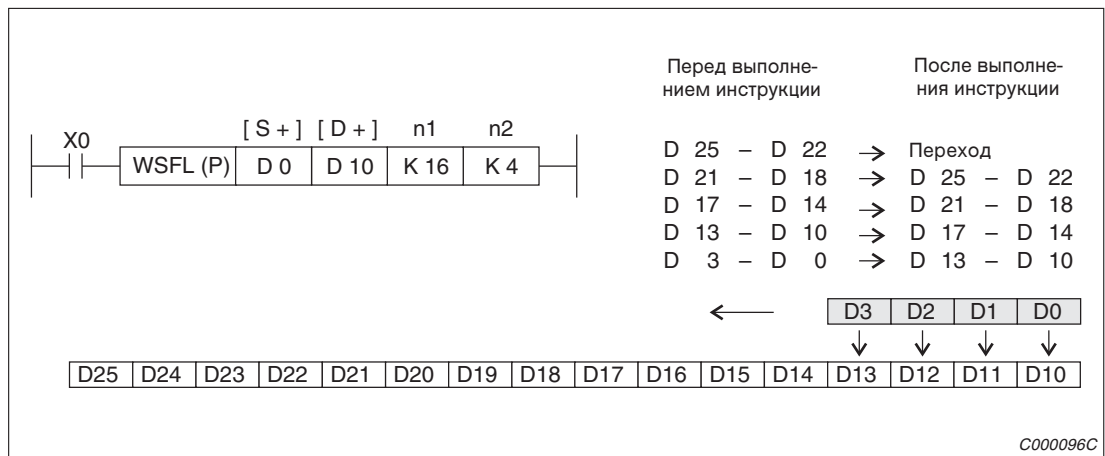 Перед выполне-
нием инструкции
После выполне-
ния инструкции
X0
[ S + ] [ D + ] n1 n2
WSFL (P) D 0 D 10 K 16 K 4
D 25 – D 22 → Переход
D 21 – D 18 → D 25 – D 22
D 17 – D 14 → D 21 – D 18
D 13 – D 10 → D 17 – D 14
D 3 – D 0 → D 13 – D 10
D3 D2 D1 D0
D25 D24 D23 D22 D21 D20 D19 D18 D17 D16 D15 D14 D13 D12 D11 D10
C000096C